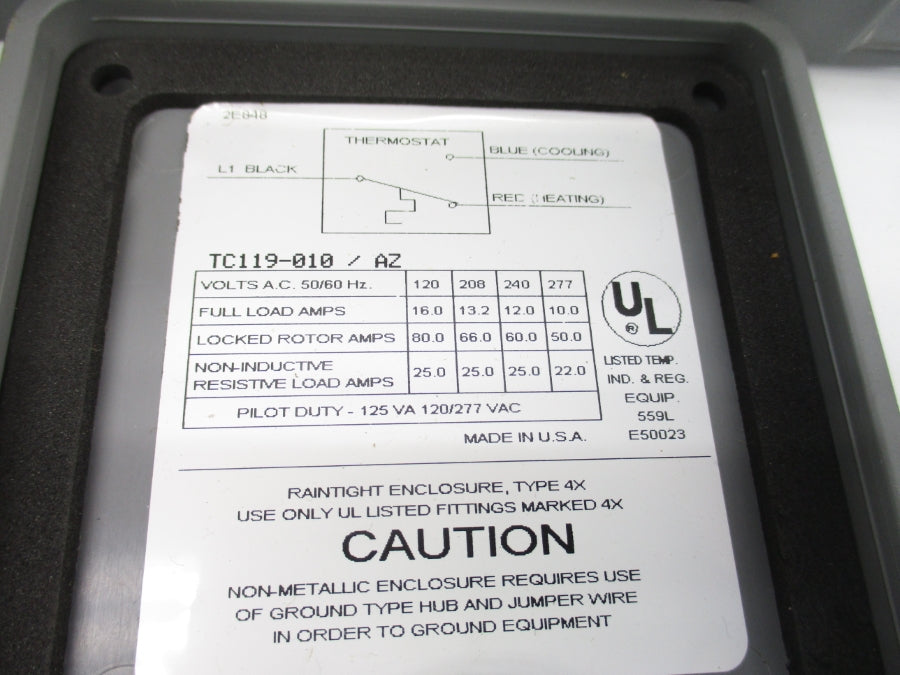 2E848
THERMOSTAT
BLUE (COOLING)
L1 BLACK
RED (HEATING)
TC119-010 / AZ
VOLTS A.C. 50/60 Hz. 120 208 240 277
FULL LOAD AMPS 16.0 13.2 12.0 10.0
LOCKED ROTOR AMPS 80.0 66.0 60.0 50.0
NON-INDUCTIVE
RESISTIVE LOAD AMPS 25.0 25.0 25.0 22.0
PILOT DUTY - 125 VA 120/277 VAC
MADE IN U.S.A.
UL ®
LISTED TEMP.
IND. & REG.
EQUIP.
559L
E50023
RAINTIGHT ENCLOSURE, TYPE 4X
USE ONLY UL LISTED FITTINGS MARKED 4X
CAUTION
NON-METALLIC ENCLOSURE REQUIRES USE
OF GROUND TYPE HUB AND JUMPER WIRE
IN ORDER TO GROUND EQUIPMENT